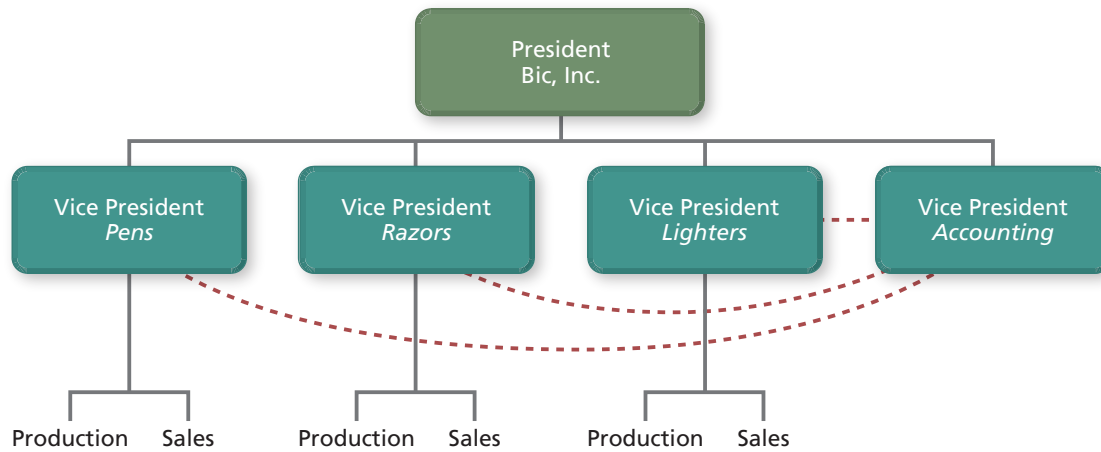 President
Bic, Inc.
Vice President
Pens
Vice President
Razors
Vice President
Lighters
Vice President
Accounting
Production
Sales
Production
Sales
Production
Sales